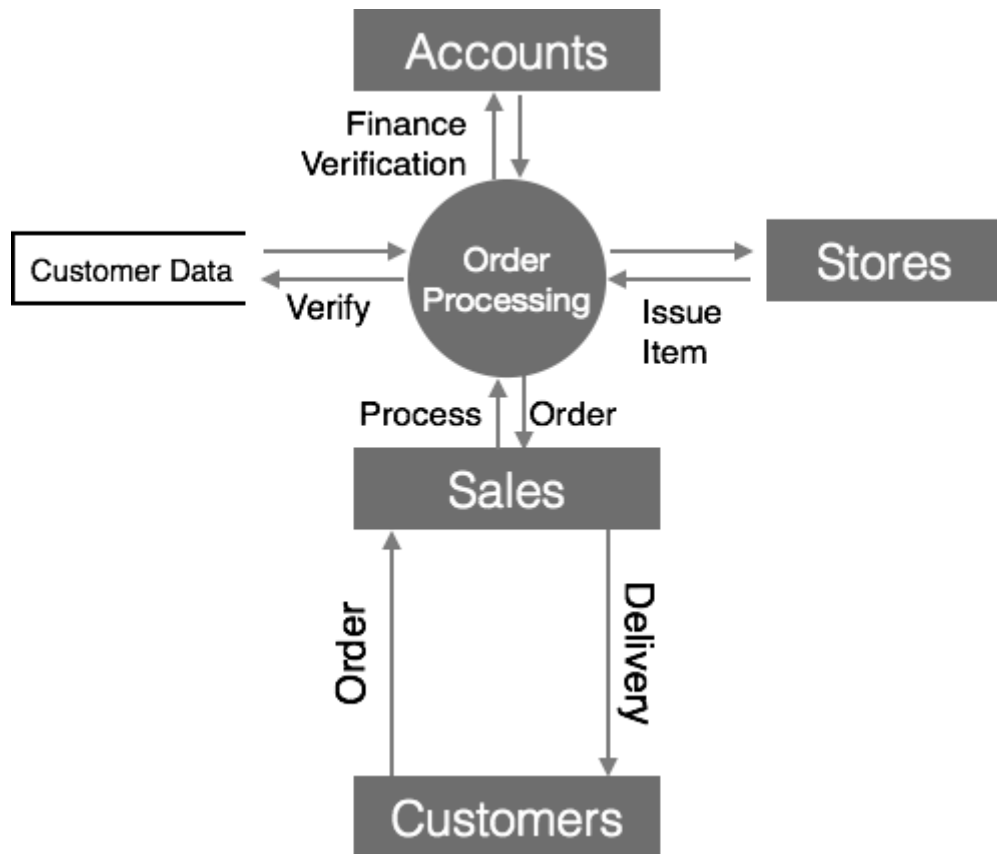 Accounts
Finance
Verification
Customer Data
Order
Processing
Stores
Verify
Issue
Item
Process
Order
Sales
Order
Delivery
Customers